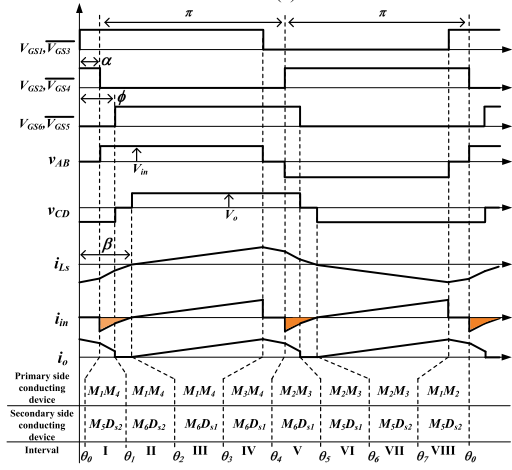 π π
V_GS1, V̅_GS3
α
V_GS2, V̅_GS4
ϕ
V_GS6, V̅_GS5
v_AB
V_in
v_CD
V_o
β
i_Ls
i_in
i_o
Primary side conducting device M1M4 M1M4 M1M4 M3M4 M2M3 M2M3 M2M3 M1M2
Secondary side conducting device M5Ds2 M6Ds2 M6Ds1 M6Ds1 M6Ds1 M5Ds1 M5Ds2 M5Ds2
Interval θ0 I θ1 II θ2 III θ3 IV θ4 V θ5 VI θ6 VII θ7 VIII θ0